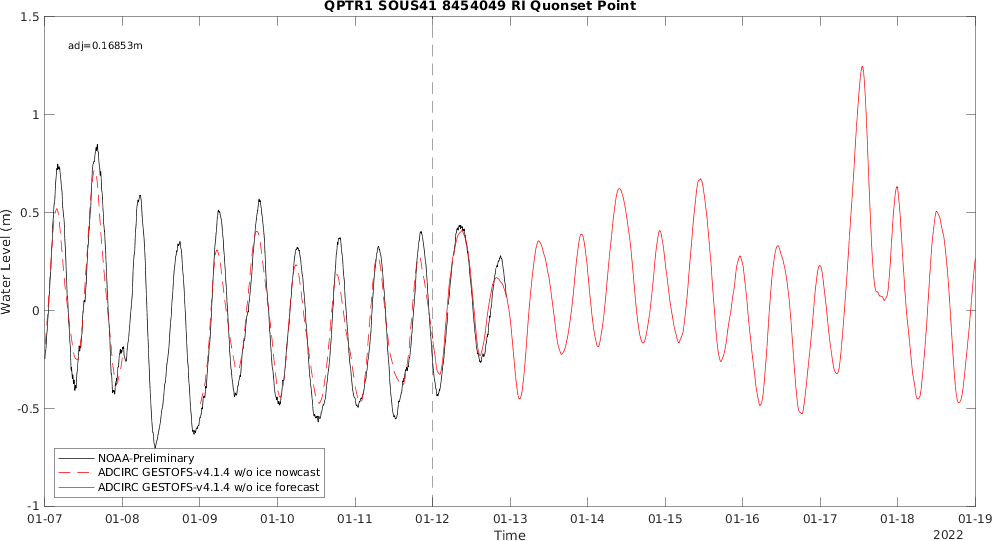 QPTR1 SOUS41 8454049 RI Quonset Point
adj=0.16853m
1.5
1
0.5
0
-0.5
-1
Water Level (m)
NOAA-Preliminary
ADCIRC GESTOFS-v4.1.4 w/o ice nowcast
ADCIRC GESTOFS-v4.1.4 w/o ice forecast
01-07 01-08 01-09 01-10 01-11 01-12 01-13 01-14 01-15 01-16 01-17 01-18 01-19
Time
2022